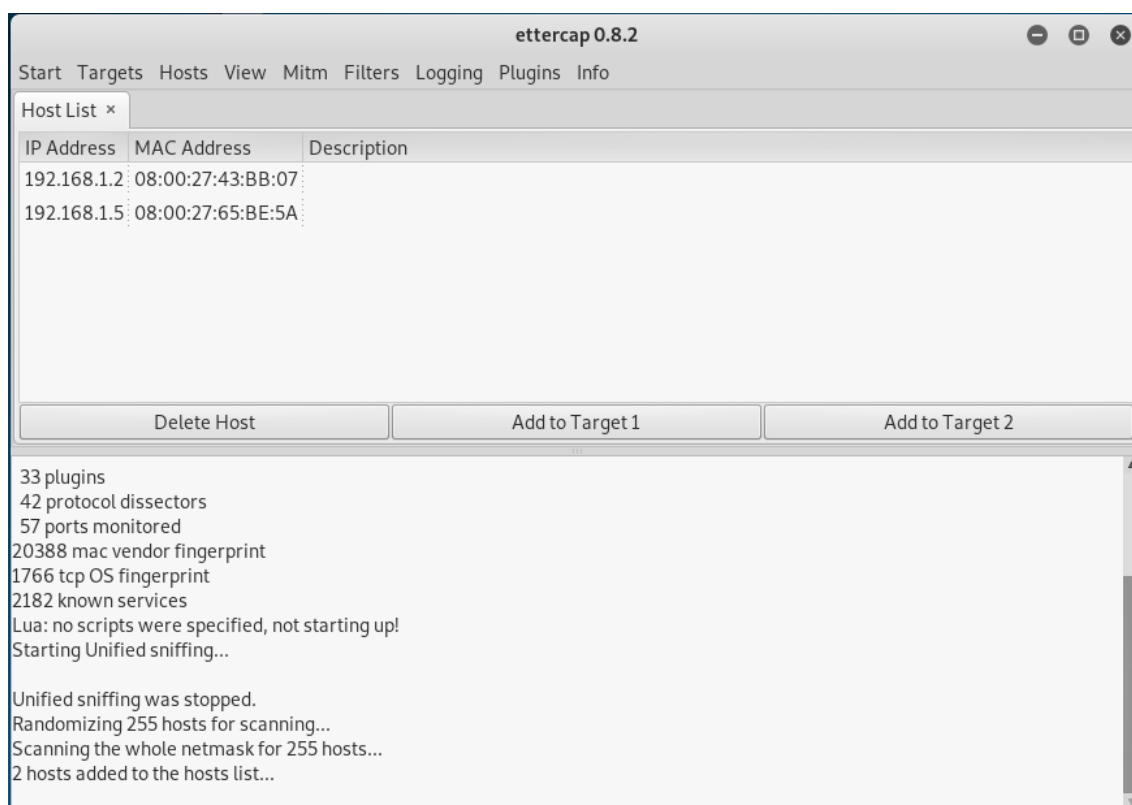 ettercap 0.8.2
Start Targets Hosts View Mitm Filters Logging Plugins Info
Host List ×
IP Address MAC Address Description
192.168.1.2 08:00:27:43:BB:07
192.168.1.5 08:00:27:65:BE:5A
Delete Host Add to Target 1 Add to Target 2
33 plugins
42 protocol dissectors
57 ports monitored
20388 mac vendor fingerprint
1766 tcp OS fingerprint
2182 known services
Lua: no scripts were specified, not starting up!
Starting Unified sniffing...
Unified sniffing was stopped.
Randomizing 255 hosts for scanning...
Scanning the whole netmask for 255 hosts...
2 hosts added to the hosts list...